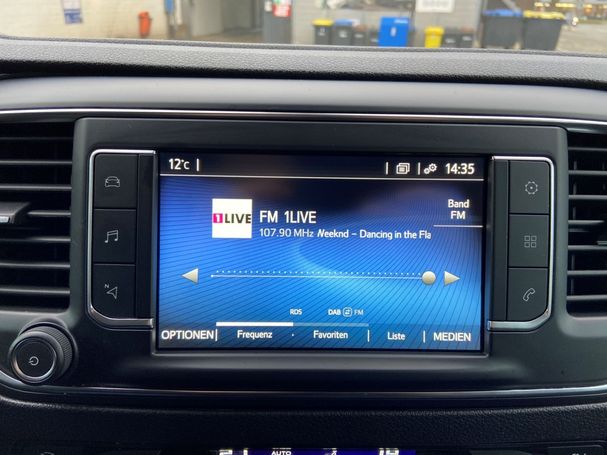 12°C
14:35
1LIVE
FM 1LIVE
Band
FM
107.90 MHz Weeknd – Dancing in the Fla
RDS
DAB FM
OPTIONEN
Frequenz
Favoriten
Liste
MEDIEN
N
AUTO